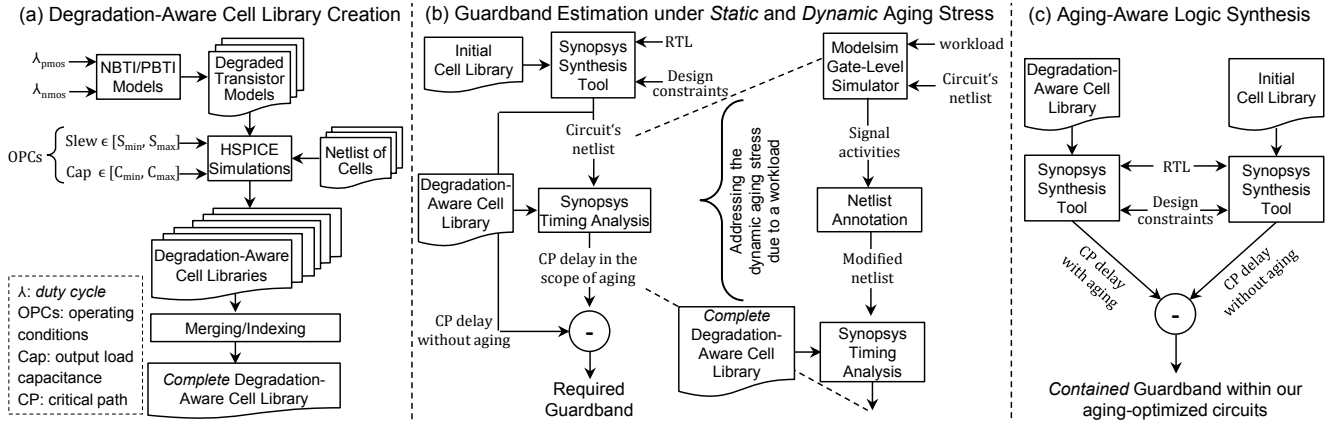 (a) Degradation-Aware Cell Library Creation
λpmos
λnmos
NBTI/PBTI
Models
Degraded
Transistor
Models
OPCs
Slew ϵ [Smin, Smax]
Cap ϵ [Cmin, Cmax]
HSPICE
Simulations
Netlist of
Cells
Degradation-Aware
Cell Libraries
Merging/Indexing
Complete Degradation-
Aware Cell Library
λ: duty cycle
OPCs: operating
conditions
Cap: output load
capacitance
CP: critical path
(b) Guardband Estimation under Static and Dynamic Aging Stress
Initial
Cell Library
Synopsys
Synthesis
Tool
RTL
Design
constraints
Circuit's
netlist
Degradation-
Aware Cell
Library
Synopsys
Timing Analysis
CP delay in the
scope of aging
CP delay
without aging
-
Required
Guardband
Addressing the
dynamic aging stress
due to a workload
Modelsim
Gate-Level
Simulator
workload
Circuit's
netlist
Signal
activities
Netlist
Annotation
Modified
netlist
Complete
Degradation-
Aware Cell
Library
Synopsys
Timing
Analysis
(c) Aging-Aware Logic Synthesis
Degradation-
Aware Cell
Library
Initial
Cell Library
Synopsys
Synthesis
Tool
RTL
Design
constraints
Synopsys
Synthesis
Tool
CP delay
with aging
CP delay
without aging
-
Contained Guardband within our
aging-optimized circuits